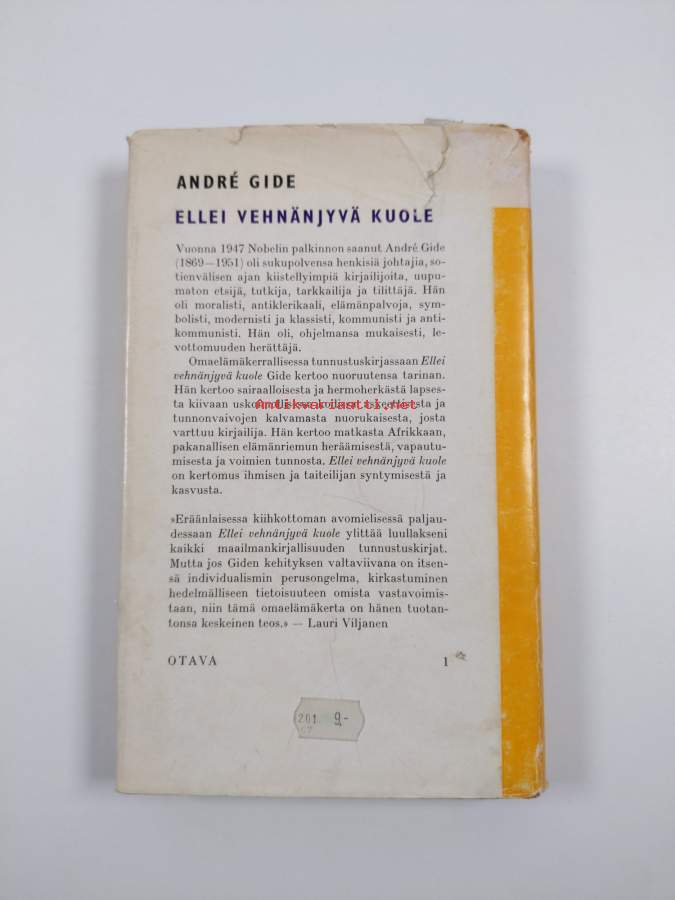 ANDRÉ GIDE
ELLEI VEHNÄNJYVÄ KUOLE
Vuonna 1947 Nobelin palkinnon saanut André Gide
(1869—1951) oli sukupolvensa henkisiä johtajia, so-
tienvälisen ajan kiistellyimpiä kirjailijoita, uupu-
maton etsijä, tutkija, tarkkailija ja tilittäjä. Hän
oli moralisti, antiklerikaali, elämänpalvoja, sym-
bolisti, modernisti ja klassisti, kommunisti ja anti-
kommunisti. Hän oli, ohjelmansa mukaisesti, le-
vottomuuden herättäjä.
Omaelämäkerrallisessa tunnustuskirjassaan Ellei
vehnänjyvä kuole Gide kertoo nuoruutensa tarinan.
Hän kertoo sairaalloisesta ja hermoherkästä lapses-
ta kiivaan
Antikvariaatti.net
ja
tunnonvaivojen kalvamasta nuorukaisesta, josta
varttuu kirjailija. Hän kertoo matkasta Afrikkaan,
pakanallisen elämänriemun heräämisestä, vapautu-
misesta ja voimien tunnosta. Ellei vehnänjyvä kuole
on kertomus ihmisen ja taiteilijan syntymisestä ja
kasvusta.
»Eräänlaisessa kiihkottoman avomielisessä paljau-
dessaan Ellei vehnänjyvä kuole ylittää luullakseni
kaikki maailmankirjallisuuden tunnustuskirjat.
Mutta jos Giden kehityksen valtaviivana on itsen-
sä individualismin perusongelma, kirkastuminen
hedelmälliseen tietoisuuteen omista vastavoimis-
taan, niin tämä omaelämäkerta on hänen tuotan-
tonsa keskeinen teos.» — Lauri Viljanen
OTAVA 1
201 9.-